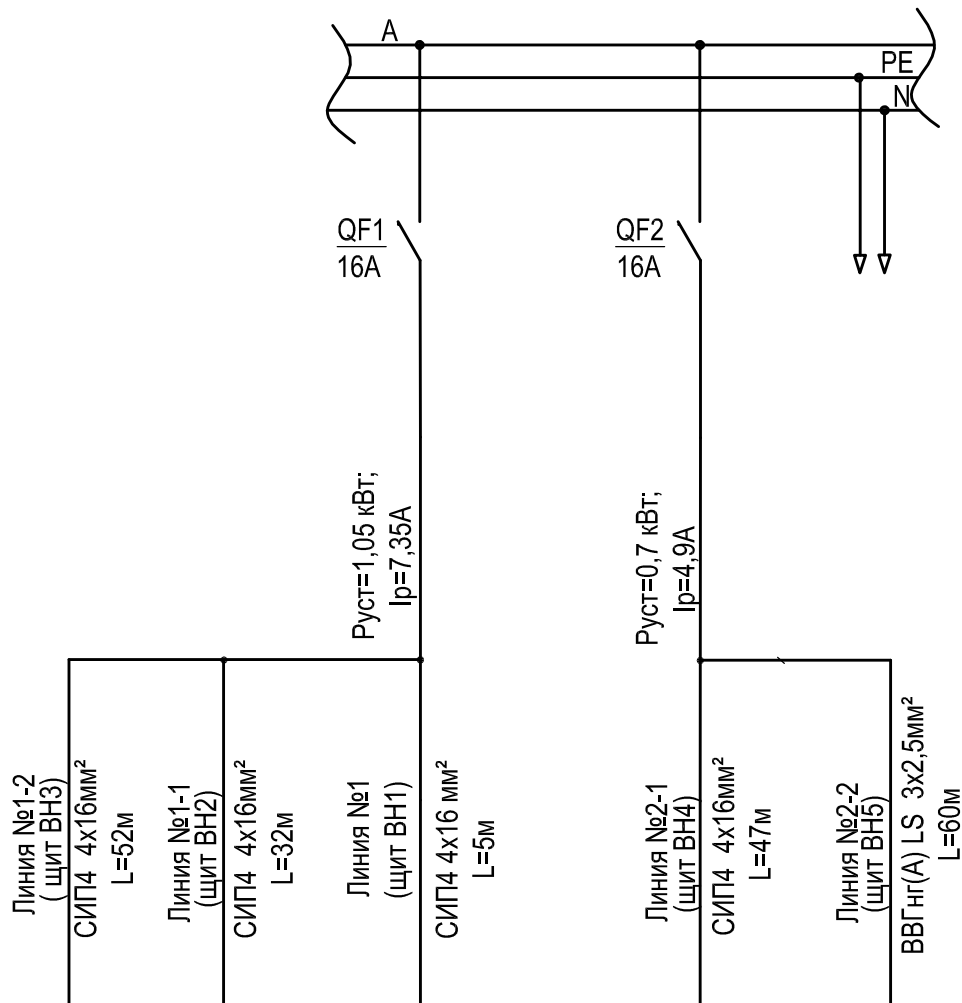 A
PE
N
QF1
16A
QF2
16A
Руст=1,05 кВт;
Iр=7,35А
Руст=0,7 кВт;
Iр=4,9А
Линия №1-2
( щит ВН3)
СИП4 4х16мм²
L=52м
Линия №1-1
(щит ВН2)
СИП4 4х16мм²
L=32м
Линия №1
(щит ВН1)
СИП4 4х16 мм²
L=5м
Линия №2-1
(щит ВН4)
СИП4 4х16мм²
L=47м
Линия №2-2
(щит ВН5)
ВВГнг(А) LS 3х2,5мм²
L=60м